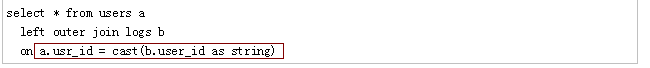 select * from users a
left outer join logs b
on a.usr_id = cast(b.user_id as string)